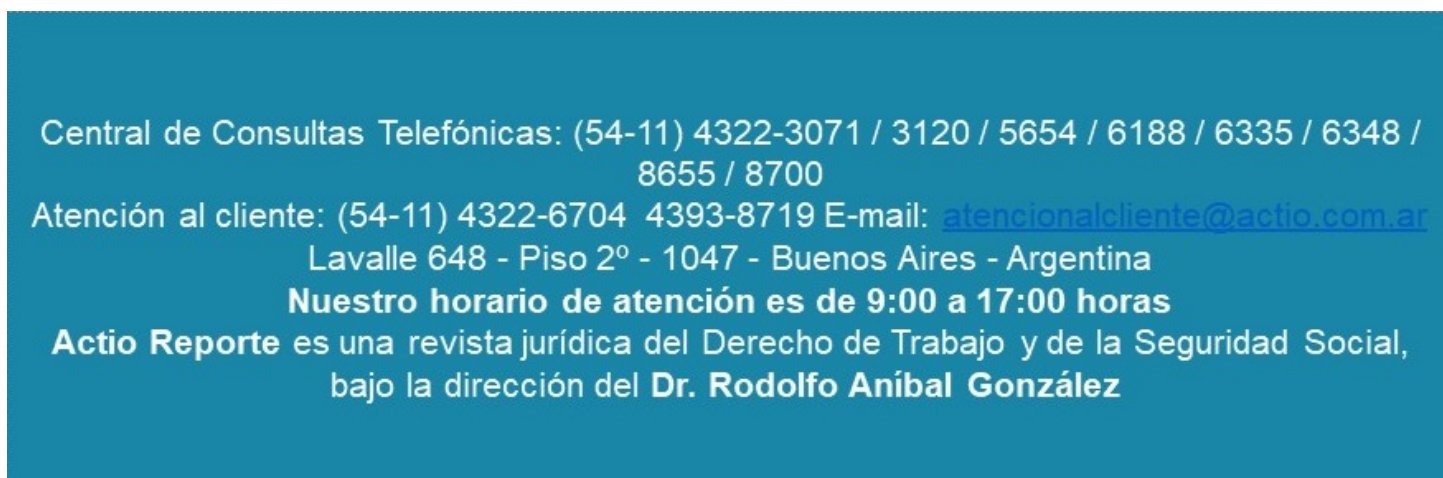 Central de Consultas Telefónicas: (54-11) 4322-3071 / 3120 / 5654 / 6188 / 6335 / 6348 /
8655 / 8700
Atención al cliente: (54-11) 4322-6704 4393-8719 E-mail: atencionalcliente@actio.com.ar
Lavalle 648 - Piso 2º - 1047 - Buenos Aires - Argentina
Nuestro horario de atención es de 9:00 a 17:00 horas
Actio Reporte es una revista jurídica del Derecho de Trabajo y de la Seguridad Social,
bajo la dirección del Dr. Rodolfo Aníbal González